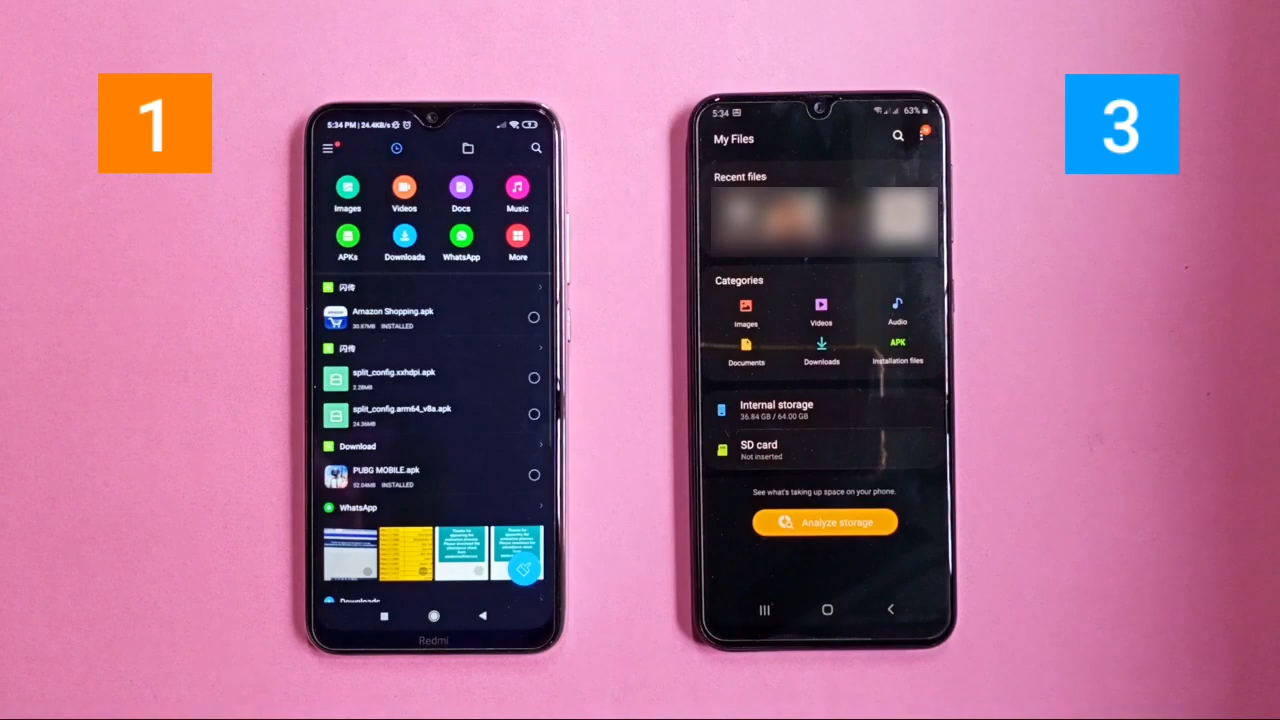 1
5:34 PM | 24.4KB/s
Images Videos Docs Music
APKs Downloads WhatsApp More
闪传
Amazon Shopping.apk
30.87MB INSTALLED
闪传
split_config.xxhdpi.apk
2.28MB
split_config.arm64_v8a.apk
24.36MB
Download
PUBG MOBILE.apk
52.84MB INSTALLED
WhatsApp
Downloads
Redmi
3
5:34 63%
My Files
Recent files
Categories
Images Videos Audio
APK
Documents Downloads Installation files
Internal storage
36.84 GB / 64.00 GB
SD card
Not inserted
See what's taking up space on your phone.
Analyze storage